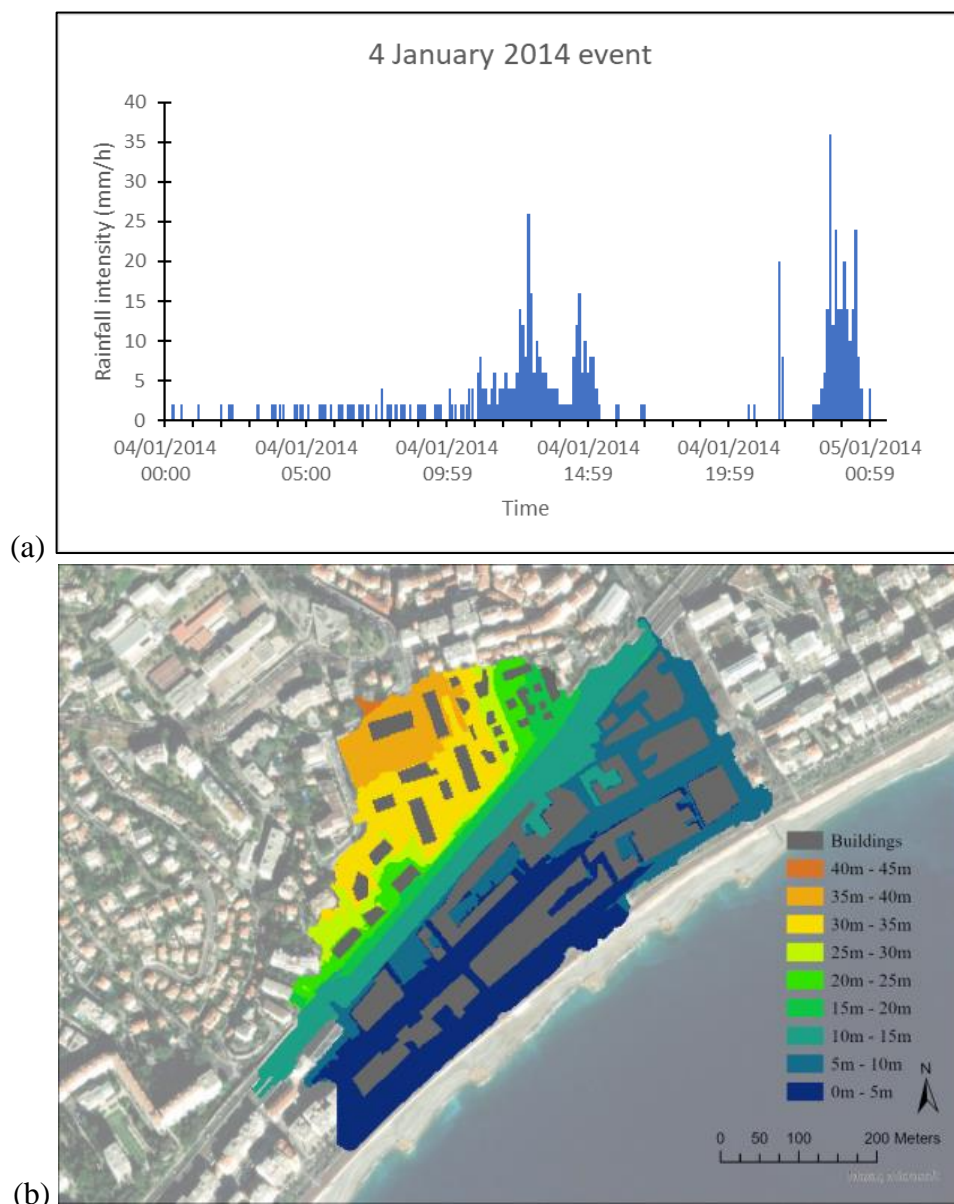 4 January 2014 event
Rainfall intensity (mm/h)
40
35
30
25
20
15
10
5
0
04/01/2014 04/01/2014 04/01/2014 04/01/2014 04/01/2014 05/01/2014
00:00 05:00 09:59 14:59 19:59 00:59
Time
(a)
Buildings
40m - 45m
35m - 40m
30m - 35m
25m - 30m
20m - 25m
15m - 20m
10m - 15m
5m - 10m
0m - 5m
N
0 50 100 200 Meters
(b)